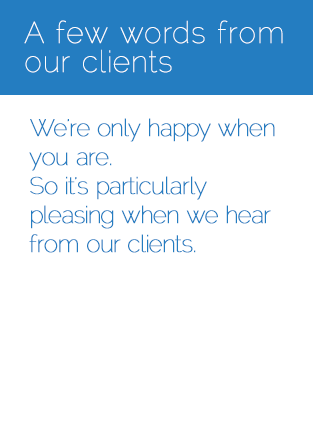 A few words from
our clients
We're only happy when
you are.
So it's particularly
pleasing when we hear
from our clients.